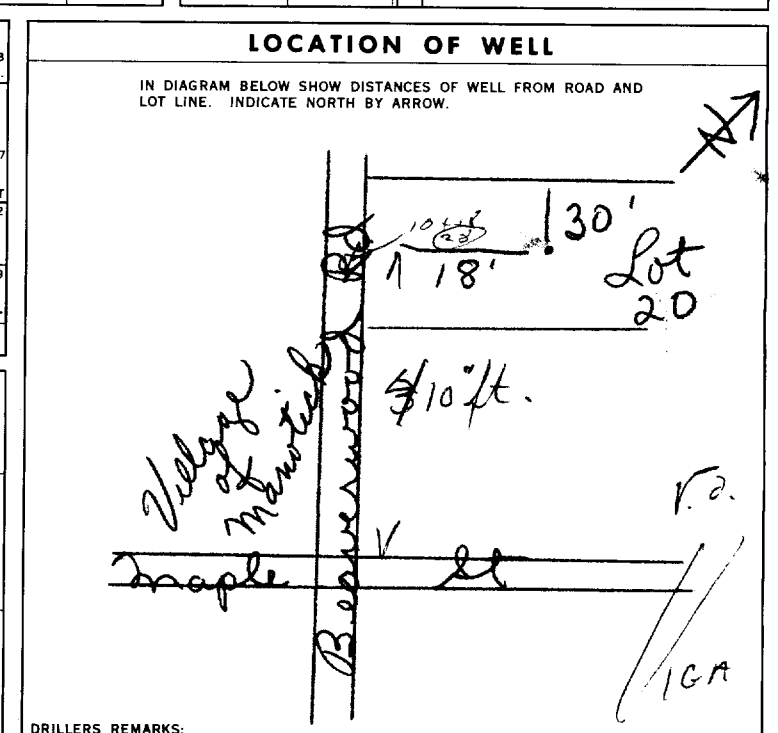 LOCATION OF WELL
IN DIAGRAM BELOW SHOW DISTANCES OF WELL FROM ROAD AND
LOT LINE. INDICATE NORTH BY ARROW.
N
30'
18'
Lot
20
Beaverwood Rd
Village
of
Manotick
10" ft.
Maple St
IGA
DRILLERS REMARKS: